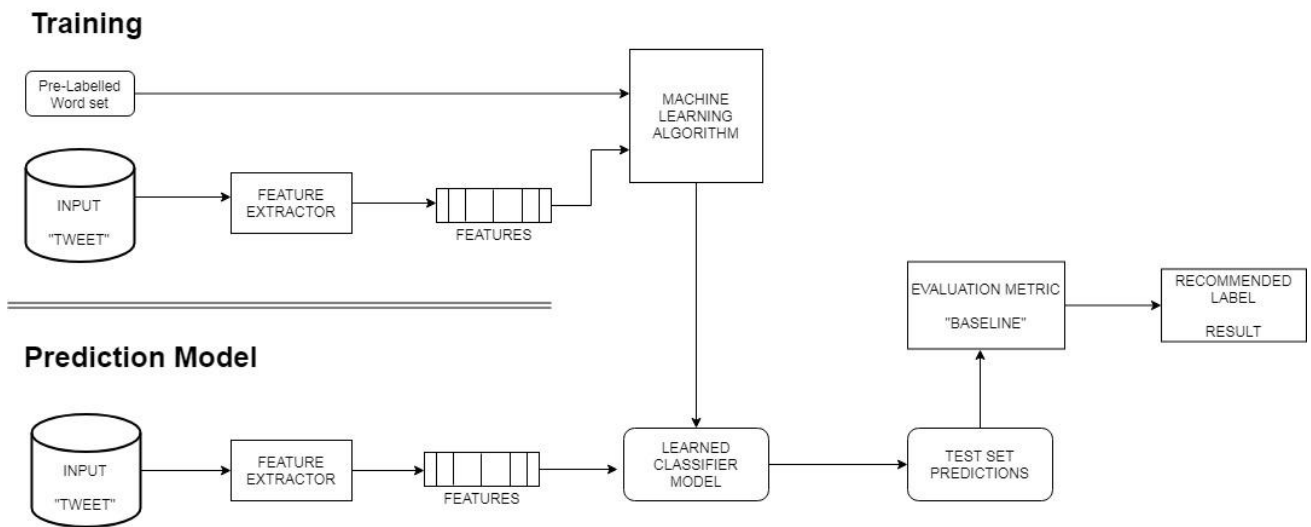 Training
Pre-Labelled
Word set
MACHINE
LEARNING
ALGORITHM
INPUT
"TWEET"
FEATURE
EXTRACTOR
FEATURES
EVALUATION METRIC
"BASELINE"
RECOMMENDED
LABEL
RESULT
Prediction Model
INPUT
"TWEET"
FEATURE
EXTRACTOR
FEATURES
LEARNED
CLASSIFIER
MODEL
TEST SET
PREDICTIONS